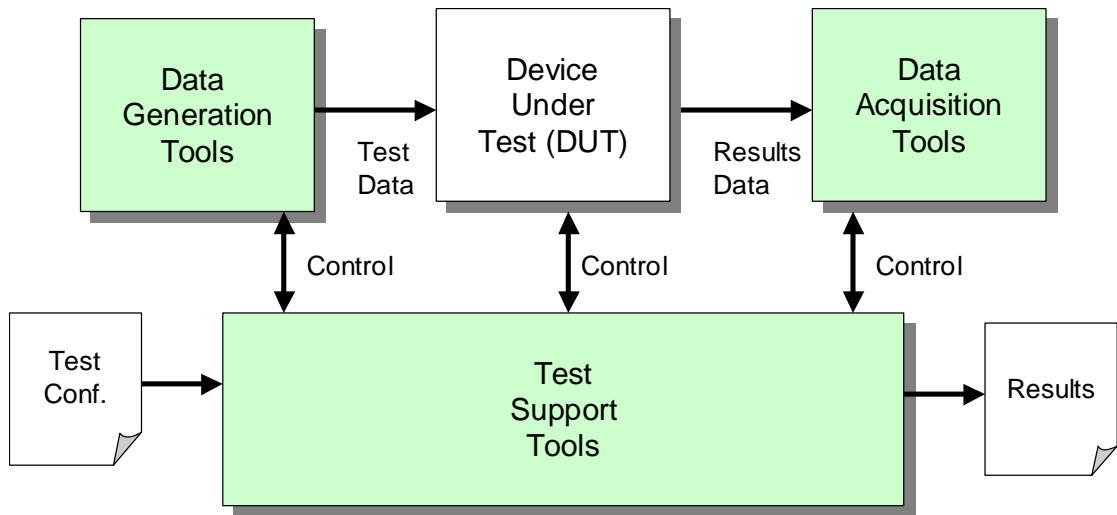 Data
Generation
Tools
Device
Under
Test (DUT)
Data
Acquisition
Tools
Test
Data
Results
Data
Control
Control
Control
Test
Conf.
Test
Support
Tools
Results